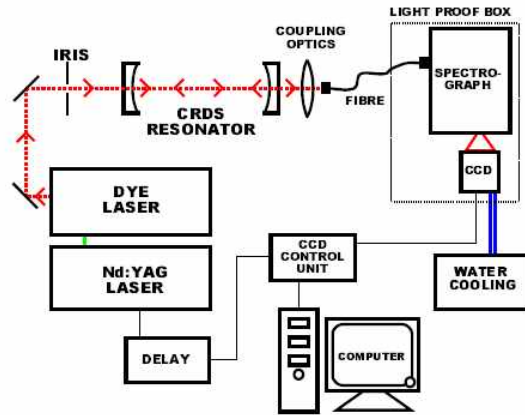 LIGHT PROOF BOX
COUPLING
OPTICS
IRIS
SPECTRO-
GRAPH
CRDS
RESONATOR
FIBRE
CCD
DYE
LASER
Nd:YAG
LASER
CCD
CONTROL
UNIT
WATER
COOLING
DELAY
COMPUTER